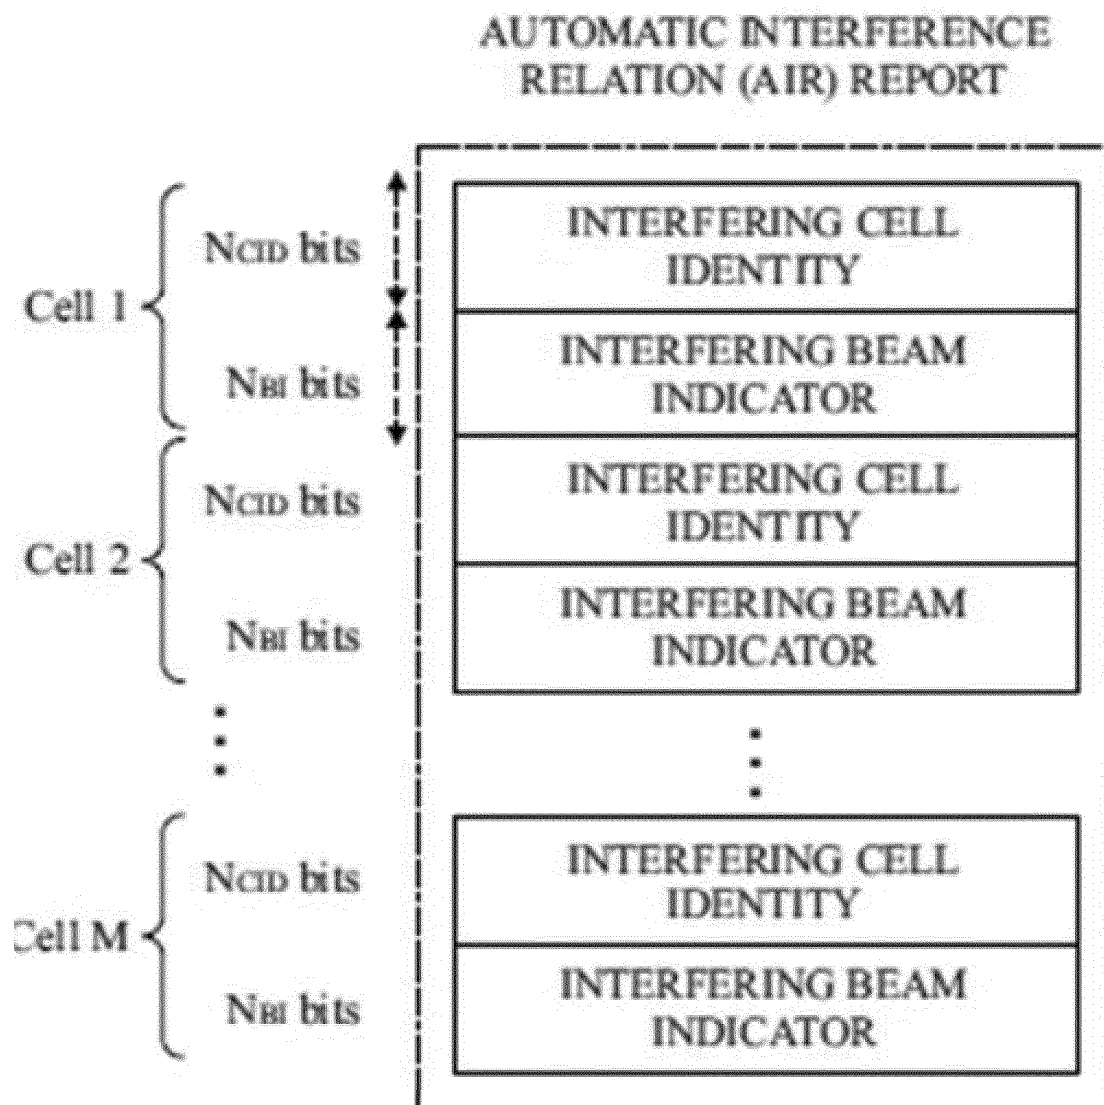 AUTOMATIC INTERFERENCE
RELATION (AIR) REPORT
Cell 1
NCID bits
INTERFERING CELL
IDENTITY
NBI bits
INTERFERING BEAM
INDICATOR
Cell 2
NCID bits
INTERFERING CELL
IDENTITY
NBI bits
INTERFERING BEAM
INDICATOR
Cell M
NCID bits
INTERFERING CELL
IDENTITY
NBI bits
INTERFERING BEAM
INDICATOR